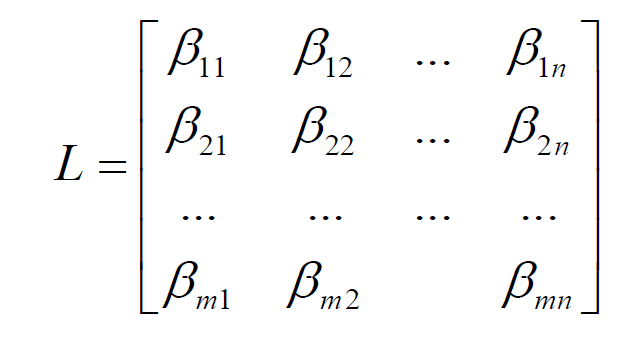 β11 β12 ... β1n
β21 β22 ... β2n
L =
... ... ... ...
βm1 βm2 βmn